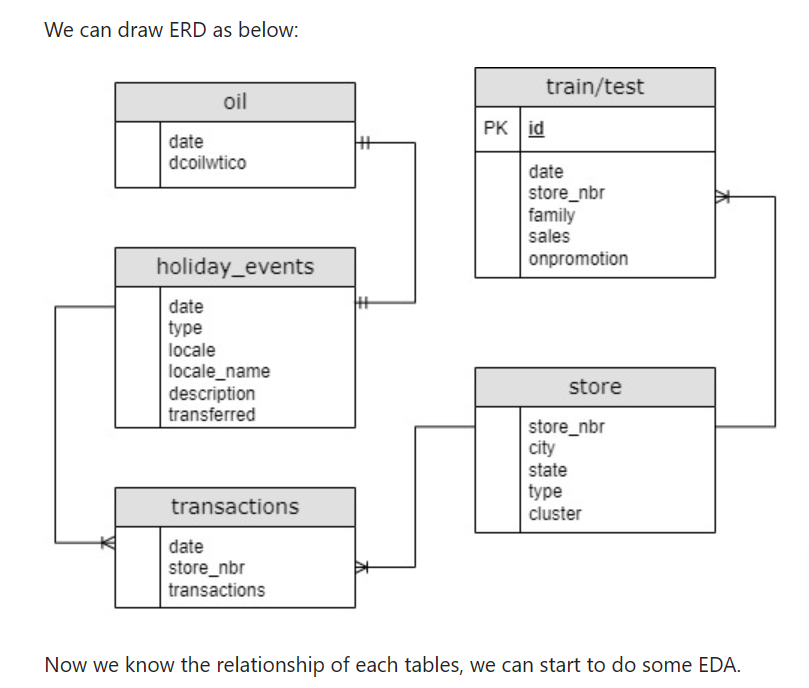 We can draw ERD as below:
oil
date
dcoilwtico
holiday_events
date
type
locale
locale_name
description
transferred
transactions
date
store_nbr
transactions
train/test
PK id
date
store_nbr
family
sales
onpromotion
store
store_nbr
city
state
type
cluster
Now we know the relationship of each tables, we can start to do some EDA.